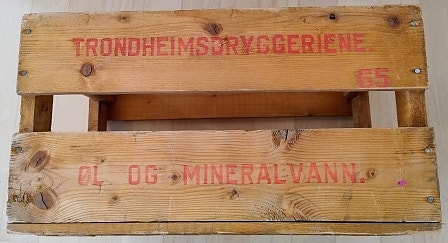 TRONDHEIMSBRYGGERIENE.
65
ØL OG MINERALVANN.